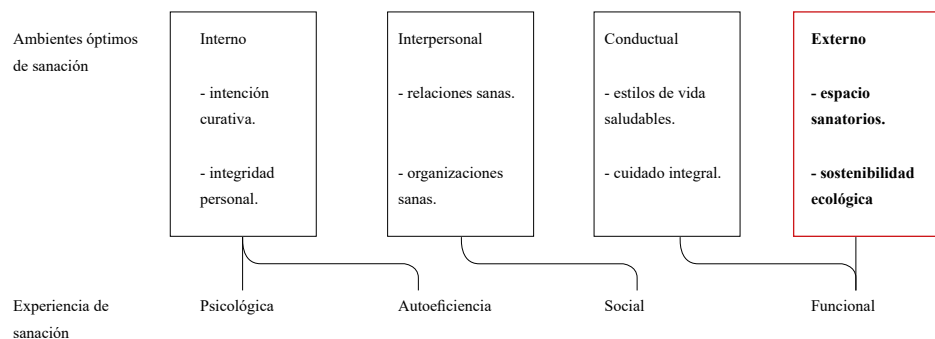 Ambientes óptimos
de sanación
Interno
- intención
curativa.
- integridad
personal.
Interpersonal
- relaciones sanas.
- organizaciones
sanas.
Conductual
- estilos de vida
saludables.
- cuidado integral.
Externo
- espacio
sanatorios.
- sostenibilidad
ecológica
Experiencia de
sanación
Psicológica
Autoeficiencia
Social
Funcional